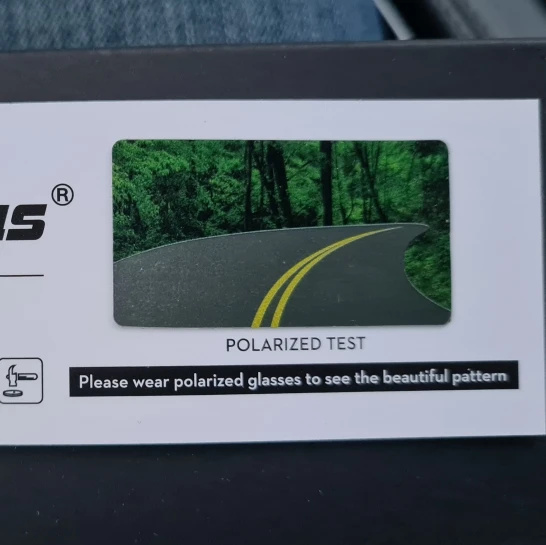 ®
POLARIZED TEST
Please wear polarized glasses to see the beautiful pattern